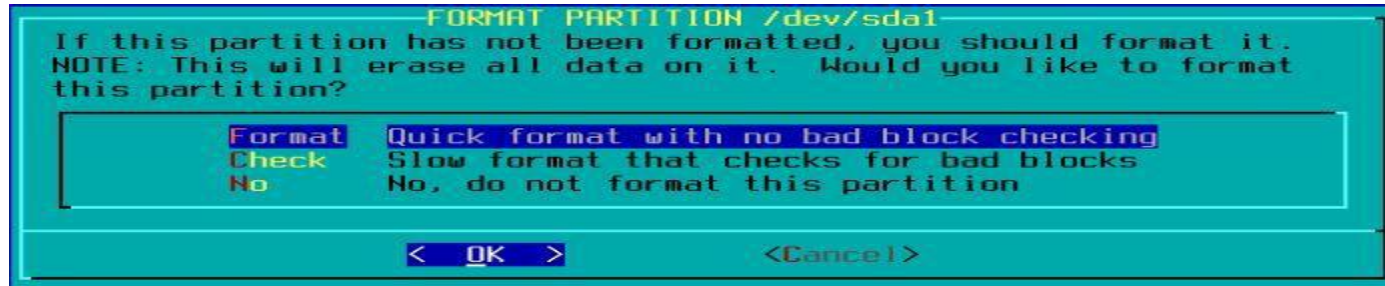 FORMAT PARTITION /dev/sda1
If this partition has not been formatted, you should format it.
NOTE: This will erase all data on it.  Would you like to format
this partition?
Format  Quick format with no bad block checking
Check  Slow format that checks for bad blocks
No  No, do not format this partition
< OK >  <Cancel>